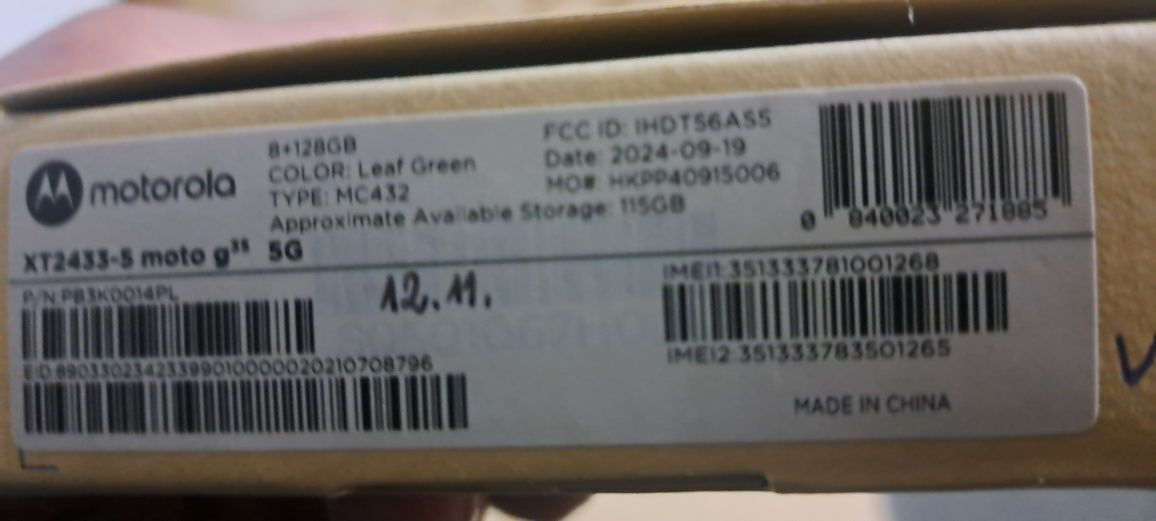 motorola
8+128GB
COLOR: Leaf Green
TYPE: MC432
Approximate Available Storage: 115GB
FCC ID: IHDT56AS5
Date: 2024-09-19
MO#: HKPP40915006
0 840023 271885
XT2433-5 moto g³⁵ 5G
P/N:PB3K0014PL
12.11.
IMEI1:351333781001268
EID:89033023423399010000020210708796
IMEI2:351333783501265
MADE IN CHINA